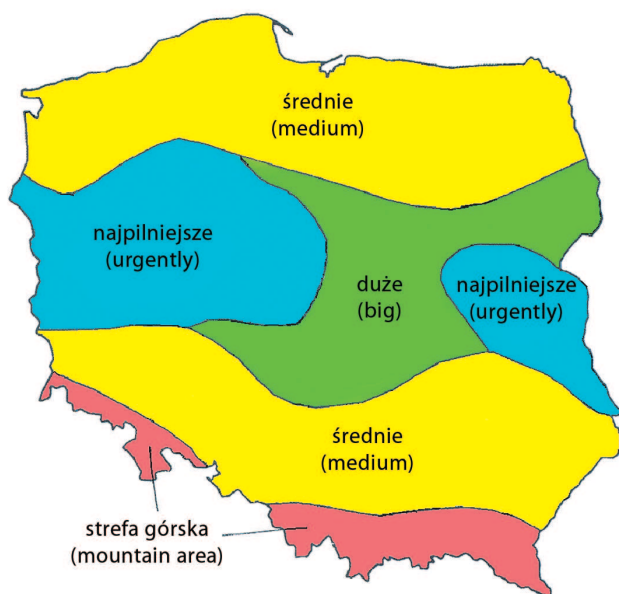 średnie
(medium)
najpilniejsze
(urgently)
duże
(big)
najpilniejsze
(urgently)
średnie
(medium)
strefa górska
(mountain area)